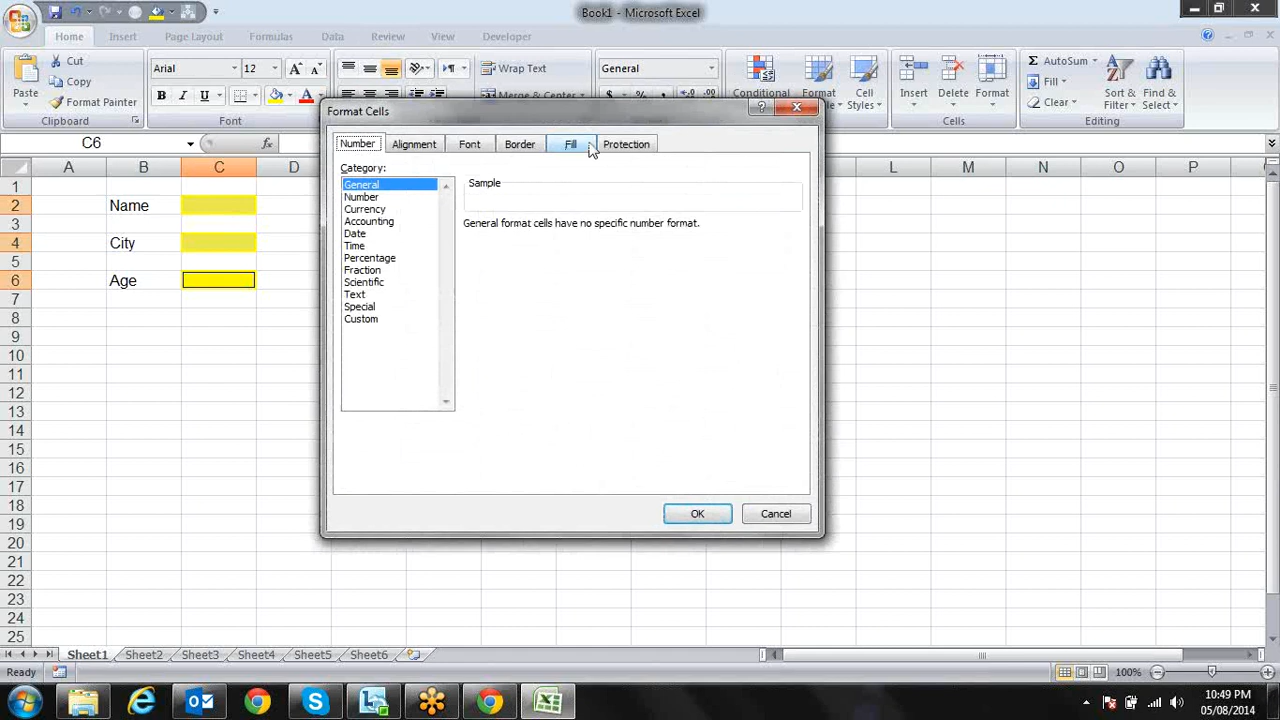 Book1 - Microsoft Excel
Home Insert Page Layout Formulas Data Review View Developer
Paste
Cut
Copy
Format Painter
Clipboard
Arial 12
B I U
Font
Wrap Text
Merge & Center
General
$ % ,
Conditional Format Cell
Styles
Insert Delete Format
Cells
Σ AutoSum
Fill
Clear
Sort & Filter
Find & Select
Editing
C6
fx
A B C D L M N O P
1
2 Name
3
4 City
5
6 Age
7
8
9
10
11
12
13
14
15
16
17
18
19
20
21
22
23
24
25
Format Cells
Number Alignment Font Border Fill Protection
Category:
General
Number
Currency
Accounting
Date
Time
Percentage
Fraction
Scientific
Text
Special
Custom
Sample
General format cells have no specific number format.
OK Cancel
Sheet1 Sheet2 Sheet3 Sheet4 Sheet5 Sheet6
Ready
100%
10:49 PM
05/08/2014